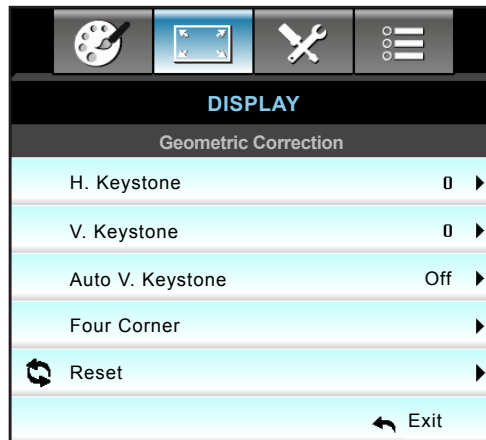 DISPLAY
Geometric Correction
H. Keystone 0
V. Keystone 0
Auto V. Keystone Off
Four Corner
Reset
Exit